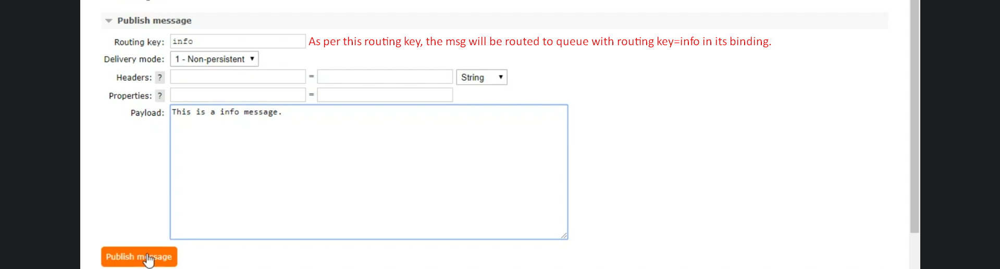 Publish message
Routing key: info As per this routing key, the msg will be routed to queue with routing key=info in its binding.
Delivery mode: 1 - Non-persistent
Headers: ? = String
Properties: ? =
Payload: This is a info message.
Publish message